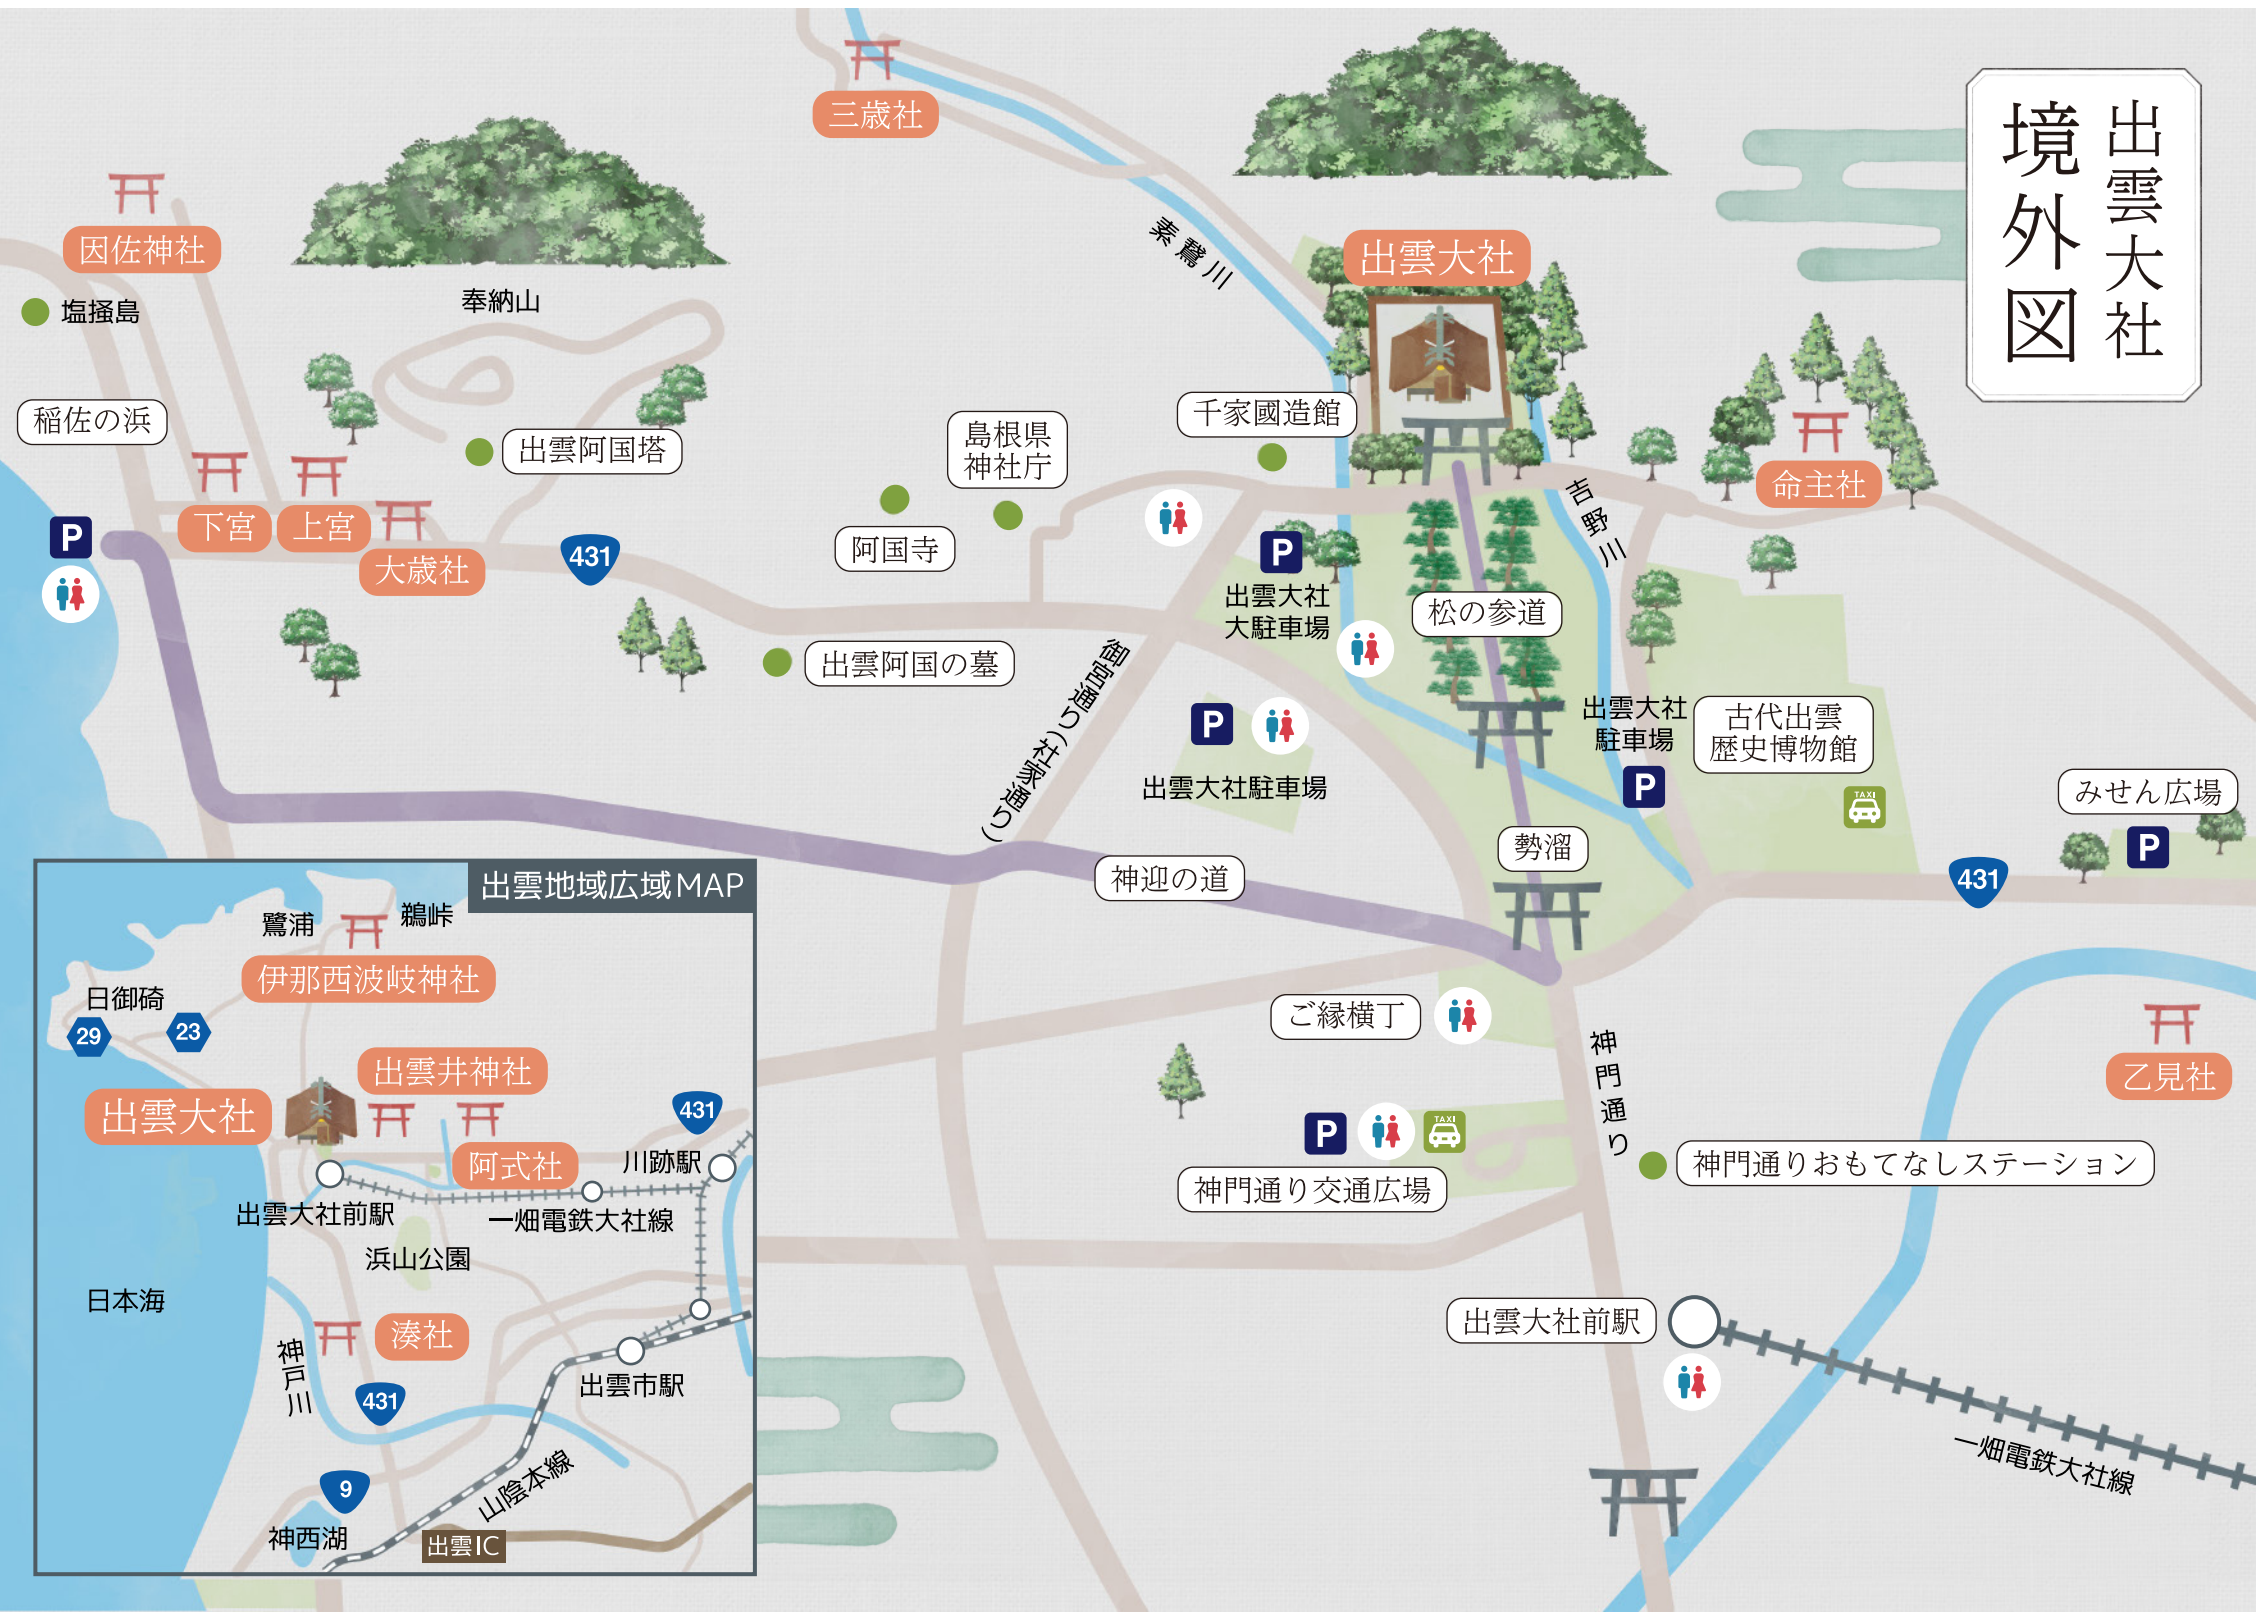 出雲大社
境外図
三歳社
因佐神社
塩掻島
奉納山
素鵞川
出雲大社
稲佐の浜
出雲阿国塔
島根県
神社庁
千家國造館
命主社
吉野川
P
下宮
上宮
大歳社
431
阿国寺
P
出雲大社
大駐車場
松の参道
出雲阿国の墓
御宮通り(社家通り)
P
出雲大社駐車場
出雲大社
駐車場
P
古代出雲
歴史博物館
TAXI
みせん広場
P
勢溜
神迎の道
431
ご縁横丁
神門通り
乙見社
P
TAXI
神門通り交通広場
神門通りおもてなしステーション
出雲大社前駅
一畑電鉄大社線
出雲地域広域MAP
鷺浦
鵜峠
伊那西波岐神社
日御碕
29
23
出雲井神社
出雲大社
431
阿式社
川跡駅
出雲大社前駅
一畑電鉄大社線
浜山公園
日本海
湊社
神戸川
431
出雲市駅
9
山陰本線
神西湖
出雲IC